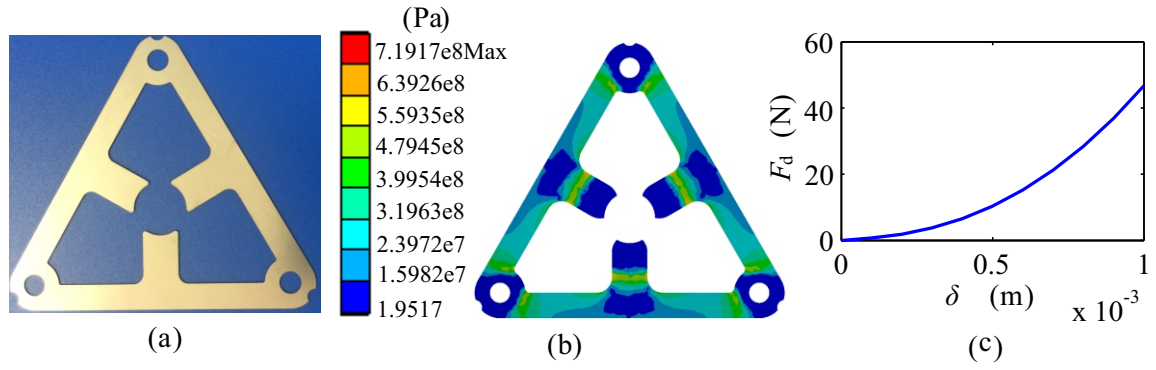 (Pa)
7.1917e8Max
6.3926e8
5.5935e8
4.7945e8
3.9954e8
3.1963e8
2.3972e7
1.5982e7
1.9517
60
40
20
0
F_d (N)
0 0.5 1
δ (m)
x 10^-3
(a)
(b)
(c)